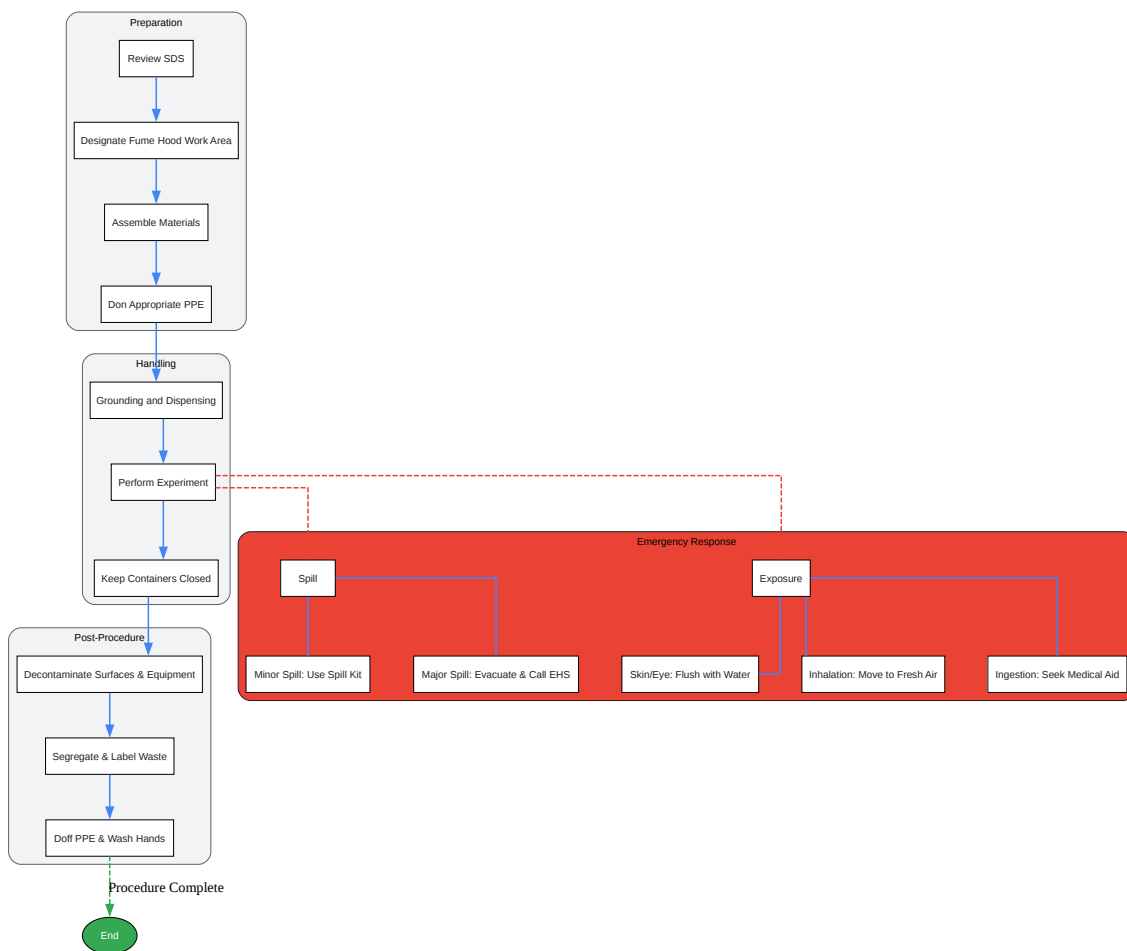 Preparation
Review SDS
Designate Fume Hood Work Area
Assemble Materials
Don Appropriate PPE
Handling
Grounding and Dispensing
Perform Experiment
Keep Containers Closed
Emergency Response
Spill
Exposure
Minor Spill: Use Spill Kit
Major Spill: Evacuate & Call EHS
Skin/Eye: Flush with Water
Inhalation: Move to Fresh Air
Ingestion: Seek Medical Aid
Post-Procedure
Decontaminate Surfaces & Equipment
Segregate & Label Waste
Doff PPE & Wash Hands
Procedure Complete
End